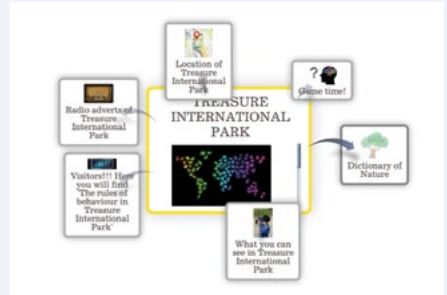 Location of
Treasure
International
Park
?
Game time!
Radio adverts of
Treasure
International
Park
TREASURE
INTERNATIONAL
PARK
Dictionary of
Nature
Visitors!!! Here
you will find
'The rules of
behaviour in
Treasure
International
Park'
What you can
see in Treasure
International
Park